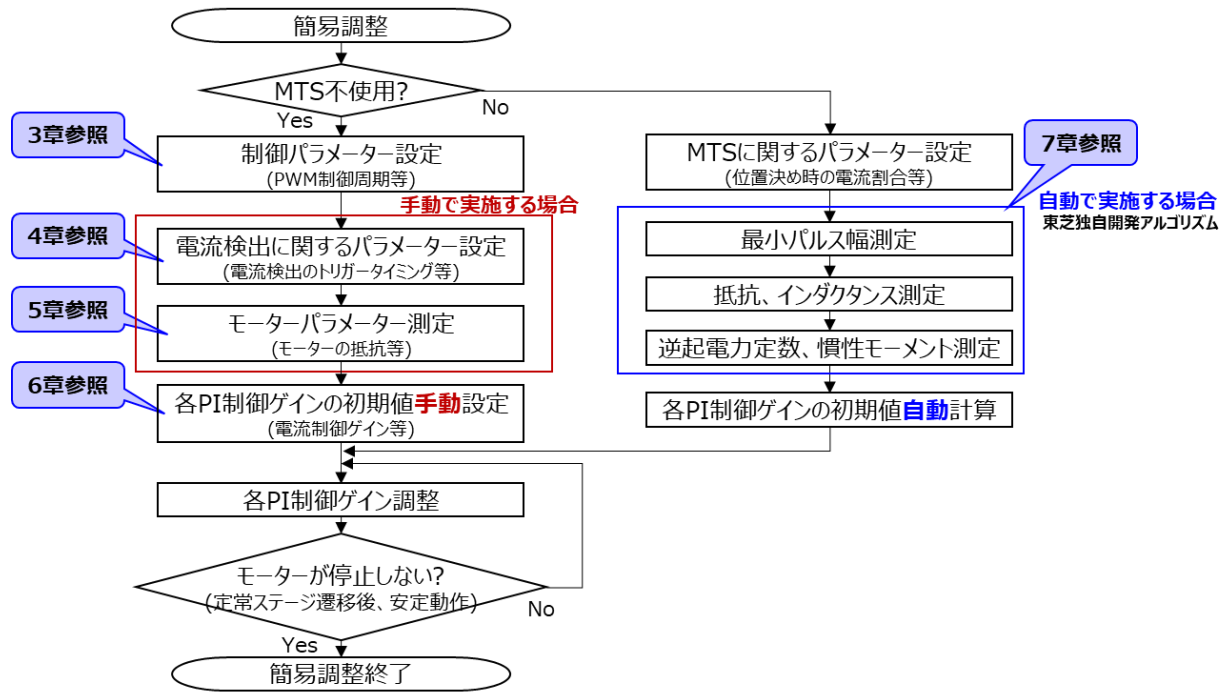 簡易調整
MTS不使用?
No
Yes
3章参照
制御パラメーター設定
(PWM制御周期等)
MTSに関するパラメーター設定
(位置決め時の電流割合等)
7章参照
手動で実施する場合
自動で実施する場合
東芝独自開発アルゴリズム
4章参照
電流検出に関するパラメーター設定
(電流検出のトリガータイミング等)
最小パルス幅測定
5章参照
モーターパラメーター測定
(モーターの抵抗等)
抵抗、インダクタンス測定
逆起電力定数、慣性モーメント測定
6章参照
各PI制御ゲインの初期値手動設定
(電流制御ゲイン等)
各PI制御ゲインの初期値自動計算
各PI制御ゲイン調整
モーターが停止しない?
(定常ステージ遷移後、安定動作)
No
Yes
簡易調整終了